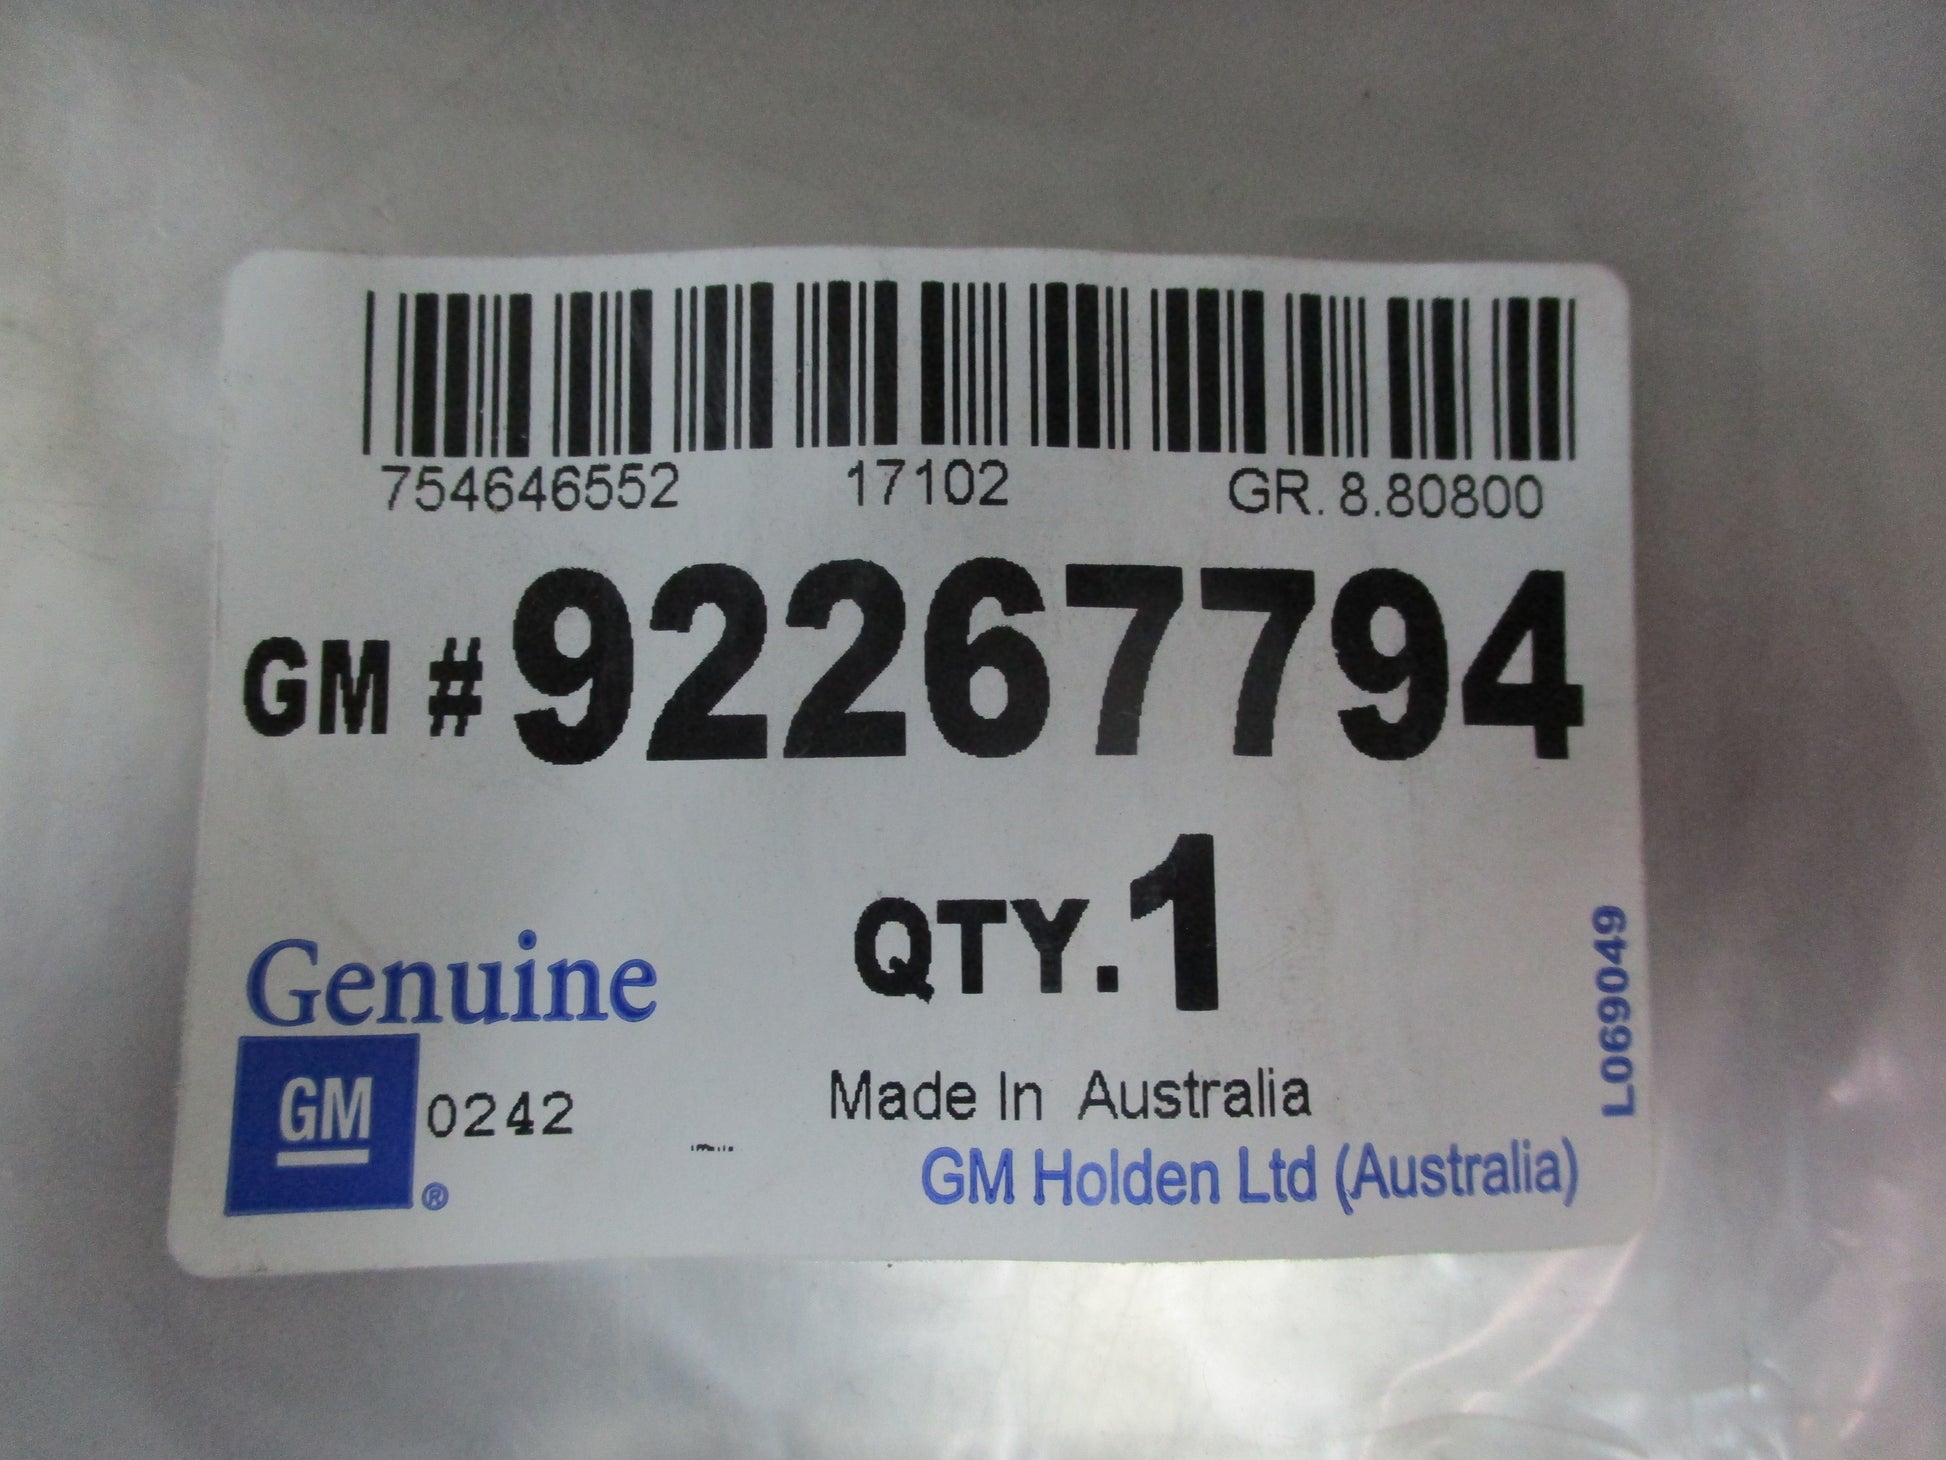 754646552 17102 GR. 8.80800
GM # 92267794
QTY. 1
Genuine
GM 0242
®
Made In Australia
GM Holden Ltd (Australia)
L069049